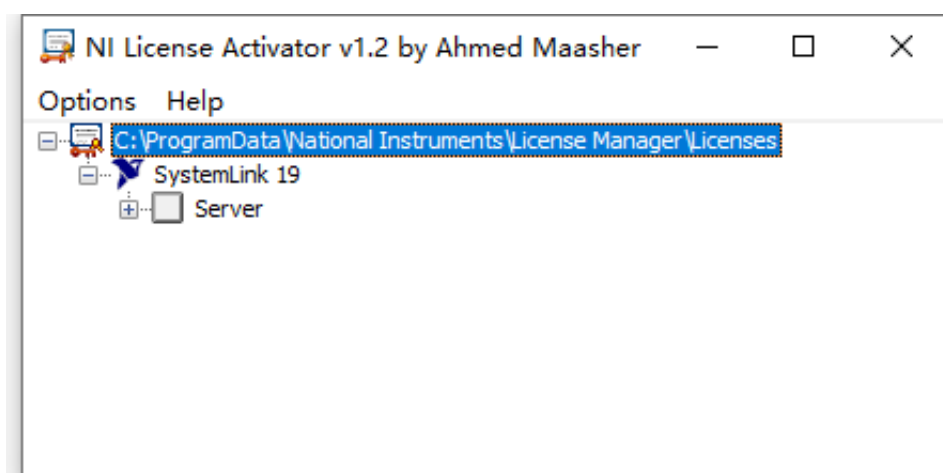 NI License Activator v1.2 by Ahmed Maasher
Options Help
C:\ProgramData\National Instruments\License Manager\Licenses
SystemLink 19
Server